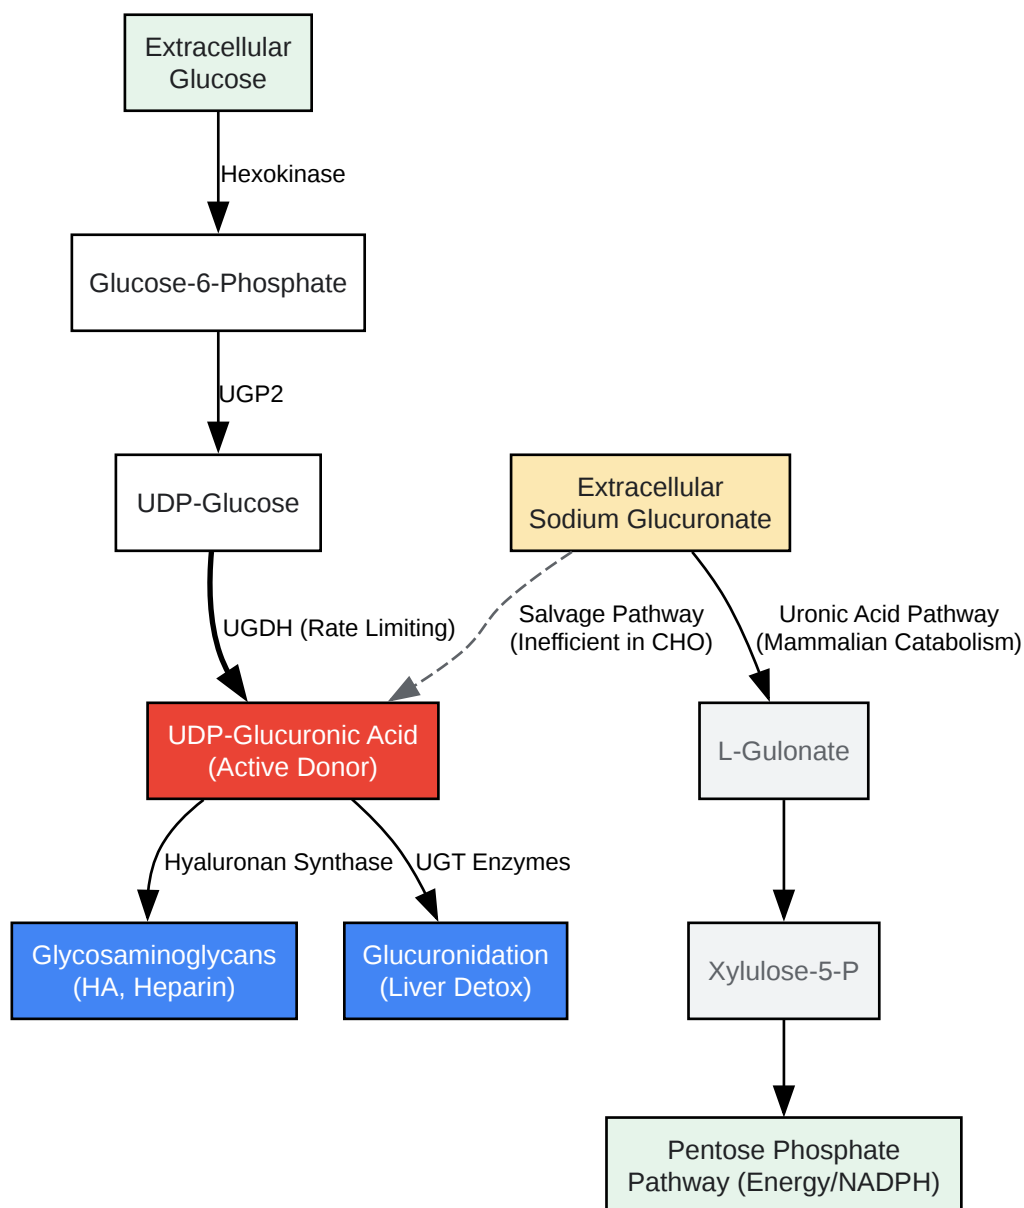 Extracellular
Glucose
Hexokinase
Glucose-6-Phosphate
UGP2
UDP-Glucose
Extracellular
Sodium Glucuronate
UGDH (Rate Limiting)
Salvage Pathway
(Inefficient in CHO)
Uronic Acid Pathway
(Mammalian Catabolism)
UDP-Glucuronic Acid
(Active Donor)
L-Gulonate
Hyaluronan Synthase
UGT Enzymes
Glycosaminoglycans
(HA, Heparin)
Glucuronidation
(Liver Detox)
Xylulose-5-P
Pentose Phosphate
Pathway (Energy/NADPH)